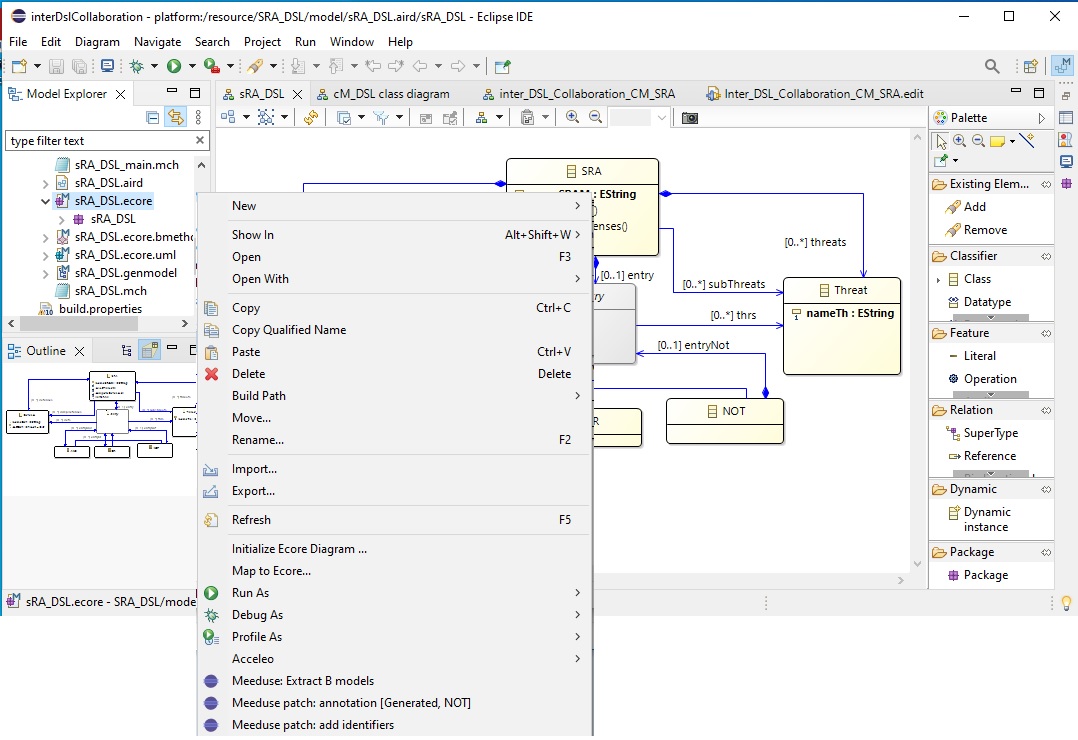 interDslCollaboration - platform:/resource/SRA_DSL/model/sRA_DSL.aird/sRA_DSL - Eclipse IDE
File Edit Diagram Navigate Search Project Run Window Help
Model Explorer
type filter text
sRA_DSL_main.mch
sRA_DSL.aird
sRA_DSL.ecore
sRA_DSL
sRA_DSL.ecore.bmetho
sRA_DSL.ecore.uml
sRA_DSL.genmodel
sRA_DSL.mch
build.properties
Outline
sRA_DSL.ecore - SRA_DSL/mode
sRA_DSL
cM_DSL class diagram
inter_DSL_Collaboration_CM_SRA
Inter_DSL_Collaboration_CM_SRA.edit
SRA
: EString
enses()
[0..*] threats
[0..1] entry
[0..*] subThreats
[0..*] thrs
[0..1] entryNot
Threat
nameTh : EString
NOT
R
New
Show In Alt+Shift+W
Open F3
Open With
Copy Ctrl+C
Copy Qualified Name
Paste Ctrl+V
Delete Delete
Build Path
Move...
Rename... F2
Import...
Export...
Refresh F5
Initialize Ecore Diagram ...
Map to Ecore...
Run As
Debug As
Profile As
Acceleo
Meeduse: Extract B models
Meeduse patch: annotation [Generated, NOT]
Meeduse patch: add identifiers
Palette
Existing Elem...
Add
Remove
Classifier
Class
Datatype
Feature
Literal
Operation
Relation
SuperType
Reference
Dynamic
Dynamic
instance
Package
Package